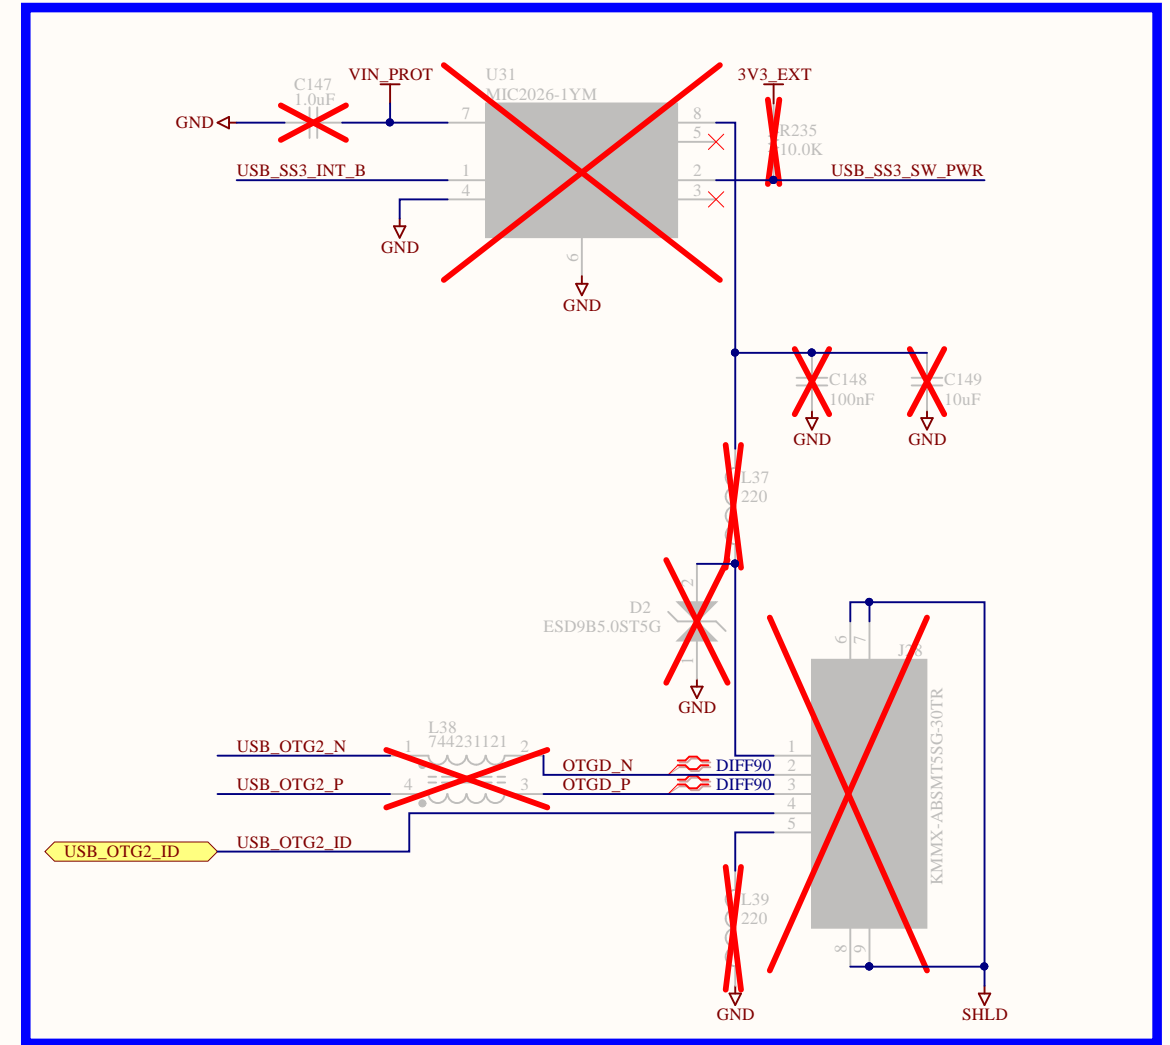 C147
1.0uF
VIN_PROT
U31
MIC2026-1YM
3V3_EXT
GND
7
8
5
R235
10.0K
USB_SS3_INT_B
1
2
USB_SS3_SW_PWR
4
3
GND
6
GND
C148
100nF
C149
10uF
GND
GND
L37
220
2
D2
ESD9B5.0ST5G
1
GND
6
7
J28
KMMX-ABSMT5SG-30TR
L38
744231121
USB_OTG2_N
1
2
1
OTGD_N
DIFF90
2
USB_OTG2_P
4
3
OTGD_P
DIFF90
3
4
USB_OTG2_ID
USB_OTG2_ID
5
L39
220
8
9
GND
SHLD